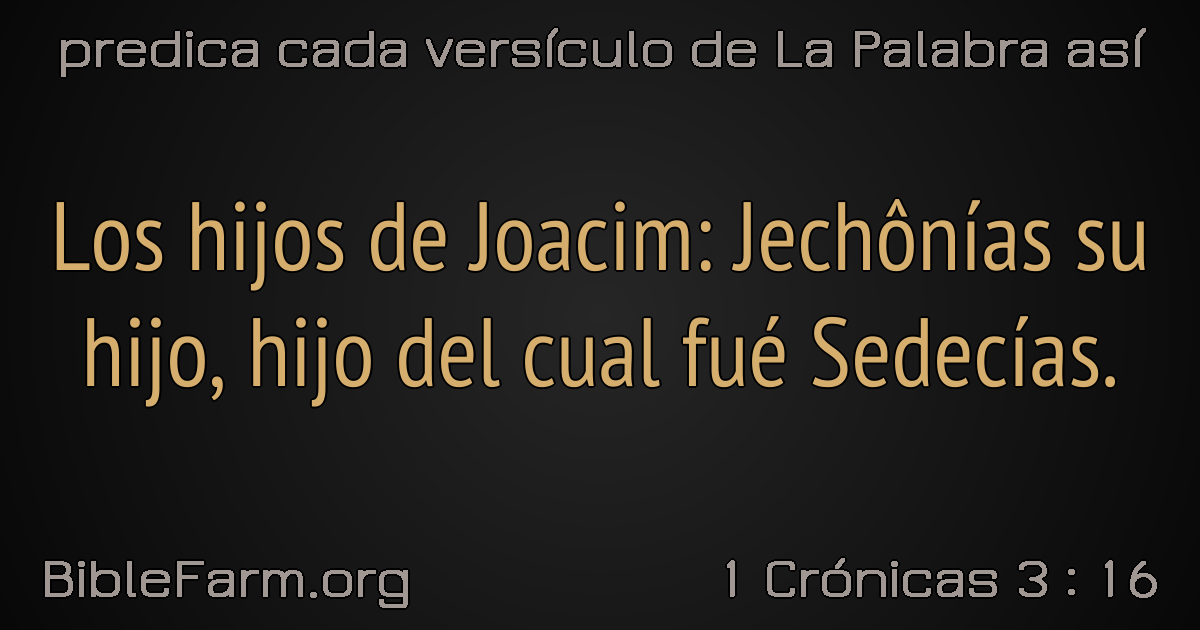 predica cada versículo de La Palabra así
Los hijos de Joacim: Jechônías su
hijo, hijo del cual fué Sedecías.
BibleFarm.org
1 Crónicas 3 : 16